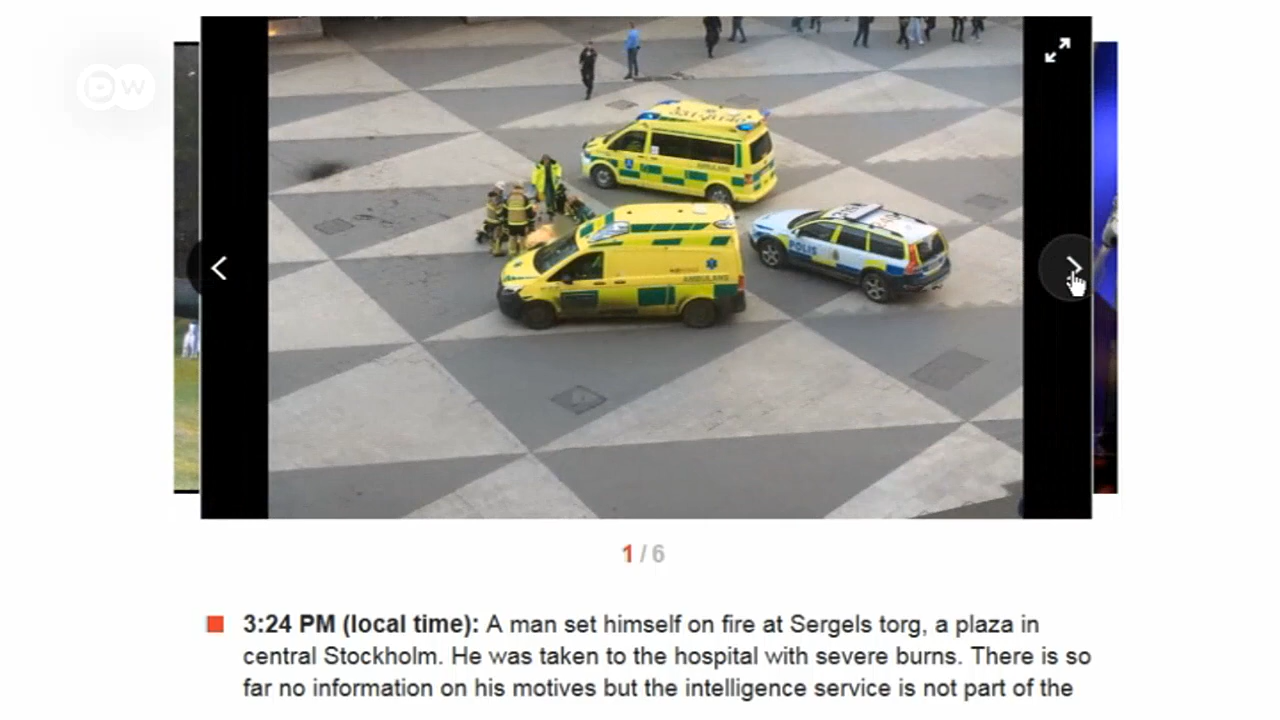 DW
POLIS
AMBULANS
AMBULANS
1 / 6
3:24 PM (local time): A man set himself on fire at Sergels torg, a plaza in
central Stockholm. He was taken to the hospital with severe burns. There is so
far no information on his motives but the intelligence service is not part of the